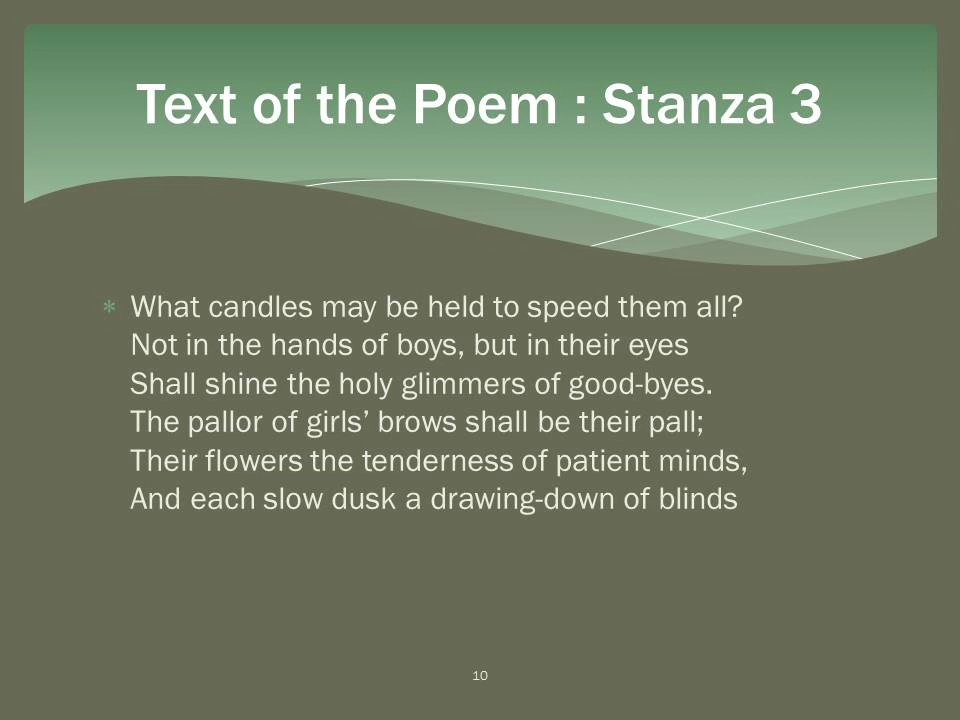 Text of the Poem : Stanza 3
* What candles may be held to speed them all?
Not in the hands of boys, but in their eyes
Shall shine the holy glimmers of good-byes.
The pallor of girls’ brows shall be their pall;
Their flowers the tenderness of patient minds,
And each slow dusk a drawing-down of blinds
10